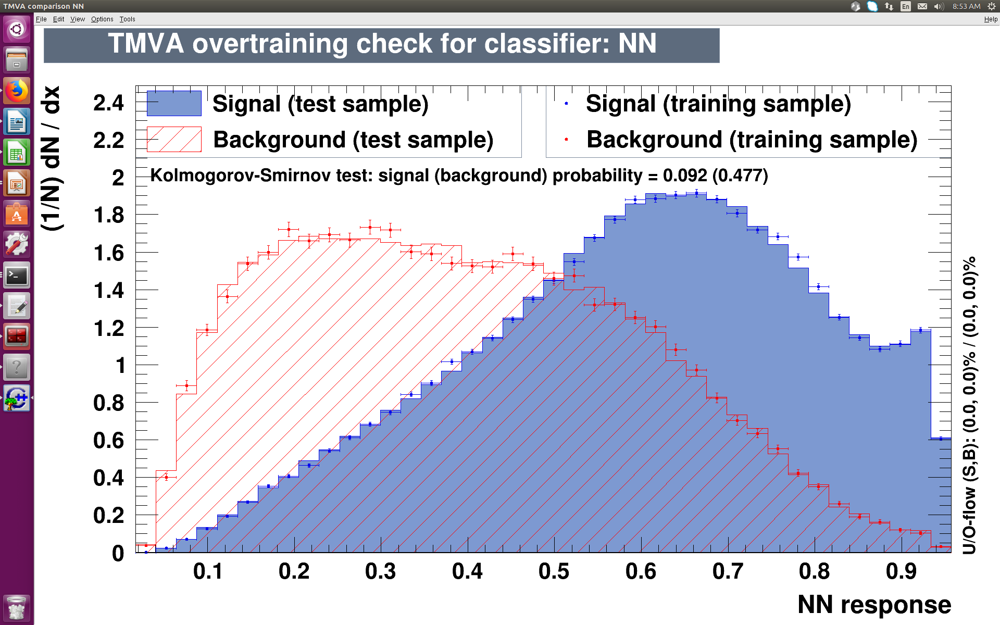 TMVA comparison NN
En
8:53 AM
File Edit View Options Tools
Help
TMVA overtraining check for classifier: NN
(1/N) dN / dx
2.4
2.2
2
1.8
1.6
1.4
1.2
1
0.8
0.6
0.4
0.2
0
Signal (test sample)
Background (test sample)
Signal (training sample)
Background (training sample)
Kolmogorov-Smirnov test: signal (background) probability = 0.092 (0.477)
0.1 0.2 0.3 0.4 0.5 0.6 0.7 0.8 0.9
NN response
U/O-flow (S,B): (0.0, 0.0)% / (0.0, 0.0)%